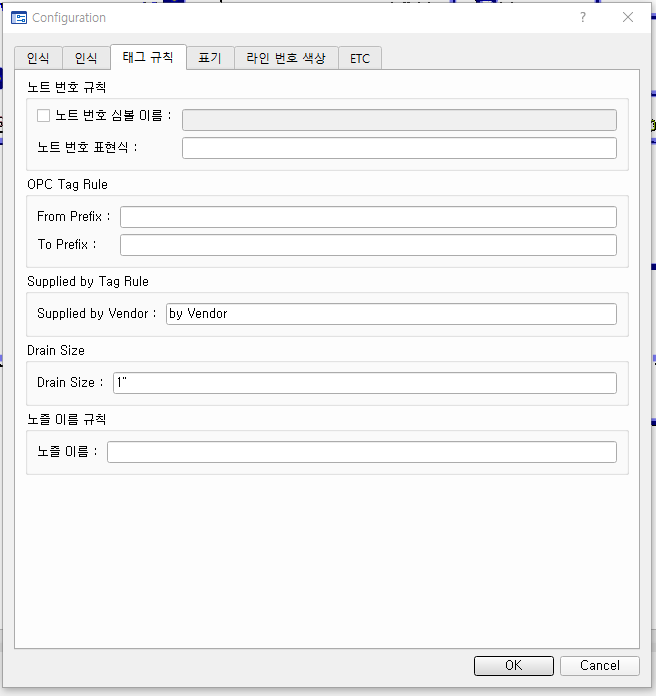 Configuration
인식 인식 태그 규칙 표기 라인 번호 색상 ETC
노트 번호 규칙
노트 번호 심볼 이름 :
노트 번호 표현식 :
OPC Tag Rule
From Prefix :
To Prefix :
Supplied by Tag Rule
Supplied by Vendor : by Vendor
Drain Size
Drain Size : 1"
노즐 이름 규칙
노즐 이름 :
OK Cancel